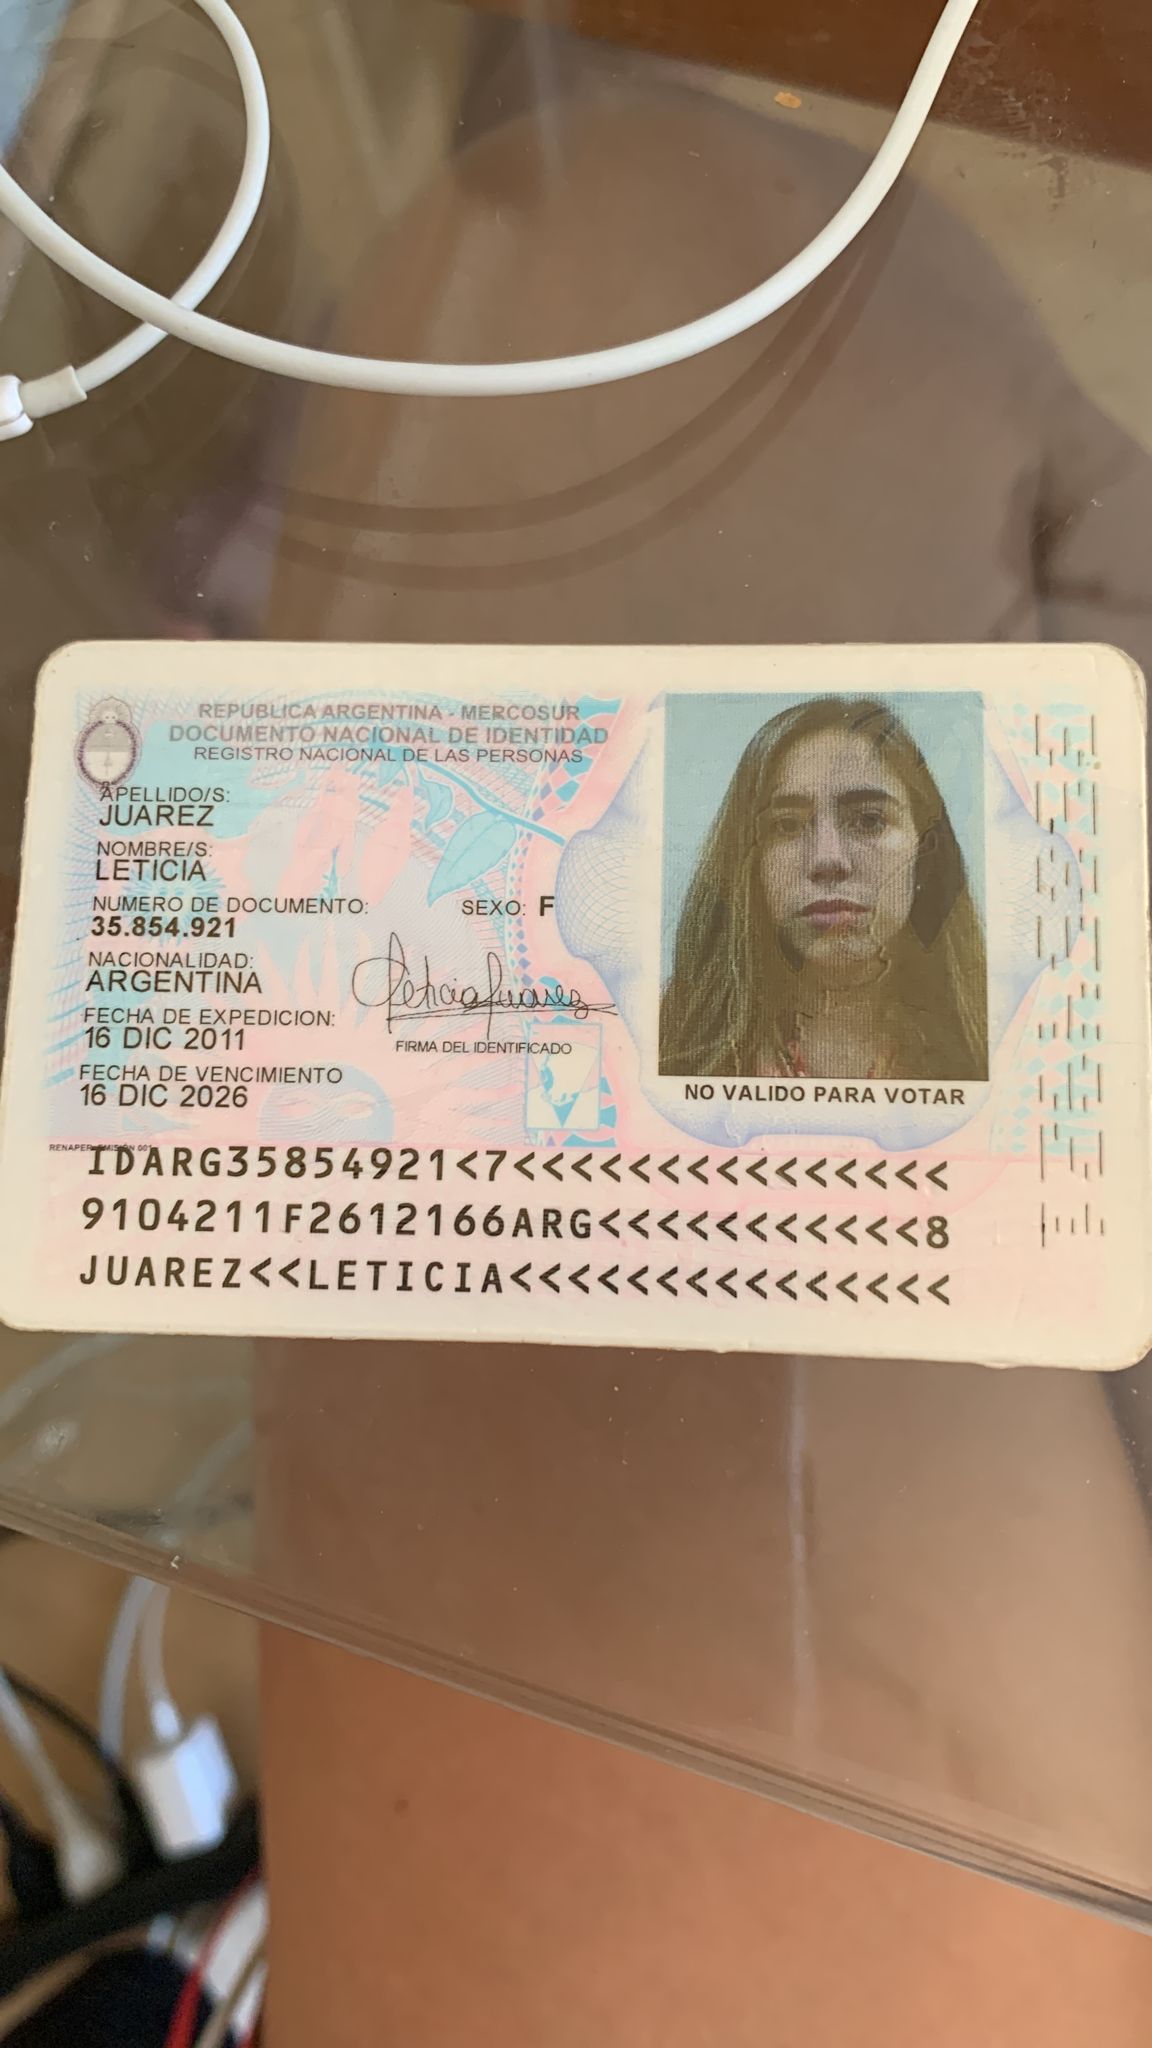 REPUBLICA ARGENTINA - MERCOSUR
DOCUMENTO NACIONAL DE IDENTIDAD
REGISTRO NACIONAL DE LAS PERSONAS
APELLIDO/S:
JUAREZ
NOMBRE/S:
LETICIA
NUMERO DE DOCUMENTO: SEXO: F
35.854.921
NACIONALIDAD:
ARGENTINA
Leticia Juarez
FECHA DE EXPEDICION:
16 DIC 2011
FIRMA DEL IDENTIFICADO
FECHA DE VENCIMIENTO
16 DIC 2026
NO VALIDO PARA VOTAR
RENAPER-EMISIÓN 001
IDARG35854921<7<<<<<<<<<<<<<<<
9104211F2612166ARG<<<<<<<<<<<8
JUAREZ<<LETICIA<<<<<<<<<<<<<<<